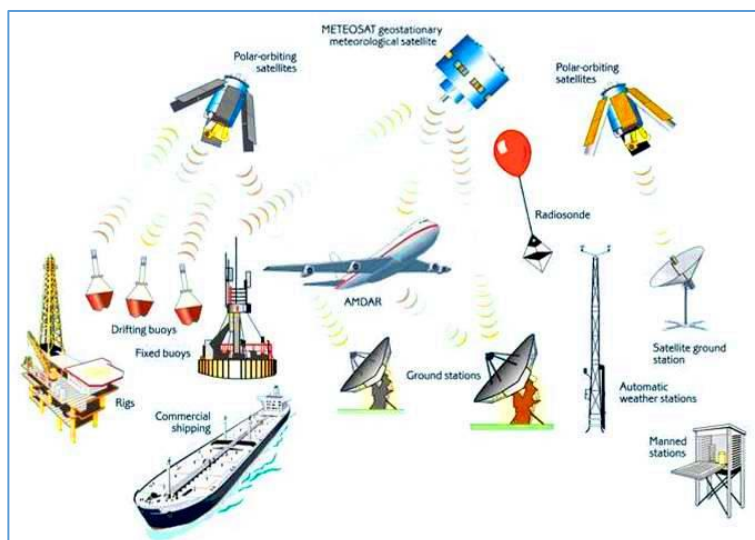 METEOSAT geostationary
meteorological satellite
Polar-orbiting
satellites
Polar-orbiting
satellites
Radiosonde
AMDAR
Drifting buoys
Fixed buoys
Rigs
Commercial
shipping
Ground stations
Satellite ground
station
Automatic
weather stations
Manned
stations